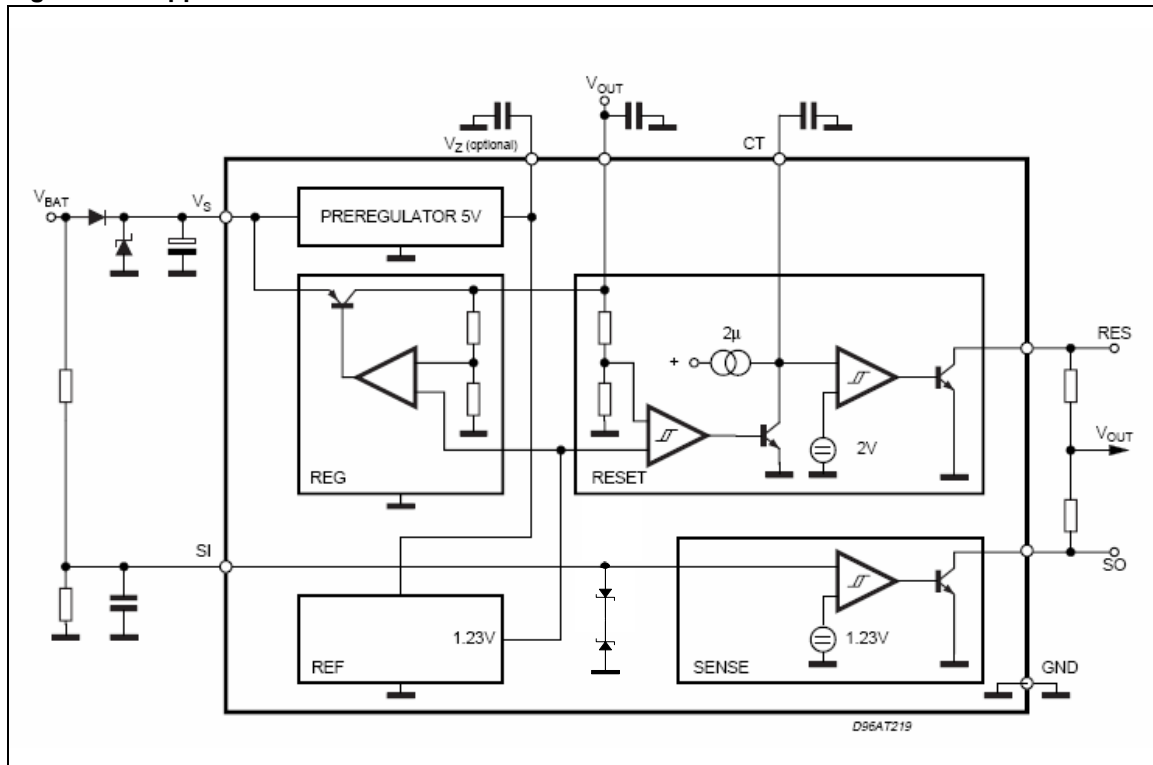 V_OUT
V_Z (optional)
CT
V_BAT
V_S
PREREGULATOR 5V
2μ
+
RES
2V
V_OUT
REG
RESET
SI
SO
1.23V
1.23V
REF
SENSE
GND
D96AT219